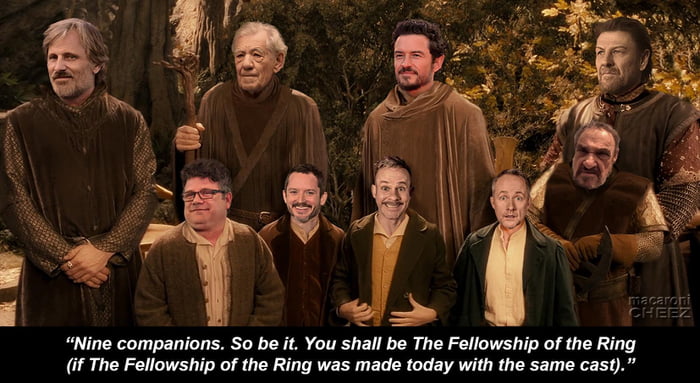 macaroni
CHEEZ
“Nine companions. So be it. You shall be The Fellowship of the Ring
(if The Fellowship of the Ring was made today with the same cast).”